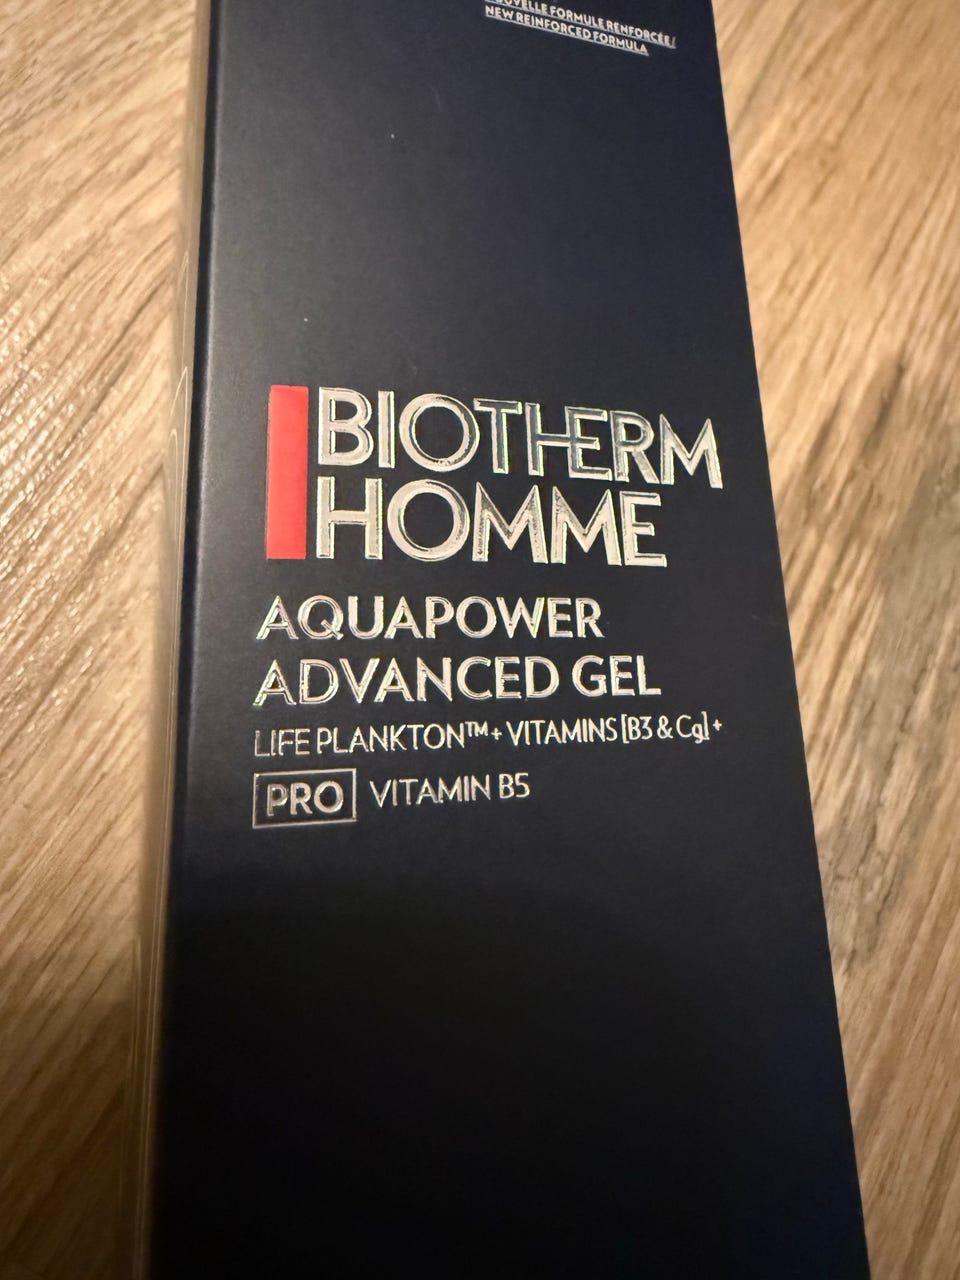 NOUVELLE FORMULE RENFORCÉE/
NEW REINFORCED FORMULA
BIOTHERM
HOMME
AQUAPOWER
ADVANCED GEL
LIFE PLANKTON™ + VITAMINS [B3 & Cg] +
PRO VITAMIN B5